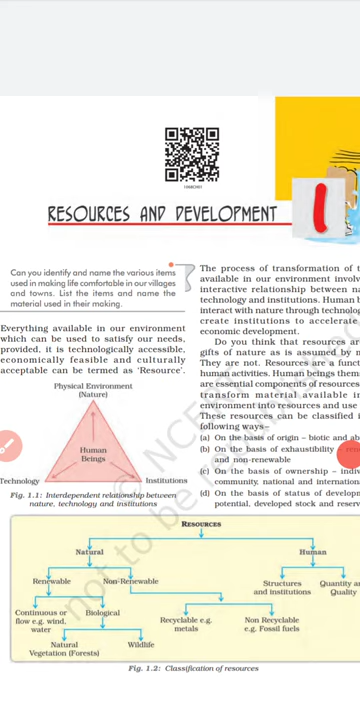 1
RESOURCES AND DEVELOPMENT
Can you identify and name the various items
used in making life comfortable in our villages
and towns. List the items and name the
material used in their making.
Everything available in our environment
which can be used to satisfy our needs,
provided, it is technologically accessible,
economically feasible and culturally
acceptable can be termed as ‘Resource’.
Physical Environment
(Nature)
Human
Beings
Technology
Institutions
Fig. 1.1: Interdependent relationship between
nature, technology and institutions
The process of transformation of
available in our environment
interactive relationship between
technology and institutions. Human
interact with nature through
create institutions to accelerate
economic development.
Do you think that resources
gifts of nature as is assumed by
They are not. Resources are a
human activities. Human beings
are essential components of resources.
transform material available in
environment into resources and use
These resources can be classified
following ways–
(a) On the basis of origin – biotic and
(b) On the basis of exhaustibility –
and non-renewable
(c) On the basis of ownership –
community, national and
(d) On the basis of status of
potential, developed stock and
RESOURCES
Natural
Human
Renewable
Non-Renewable
Structures
and institutions
Quantity
Quality
Continuous or
flow e.g. wind,
water
Biological
Recyclable e.g.
metals
Non Recyclable
e.g. Fossil fuels
Natural
Vegetation (Forests)
Wildlife
Fig. 1.2: Classification of resources
© NCERT
not to be